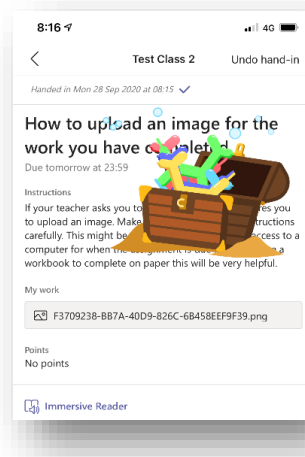 8:16 4G
Test Class 2 Undo hand-in
Handed in Mon 28 Sep 2020 at 08:15
How to upload an image for the
work you have completed
Due tomorrow at 23:59
Instructions
If your teacher asks you to you
to upload an image. Make
carefully. This might be access to a
computer for when the a
workbook to complete on paper this will be very helpful.
My work
F3709238-BB7A-40D9-826C-6B458EEF9F39.png
Points
No points
Immersive Reader